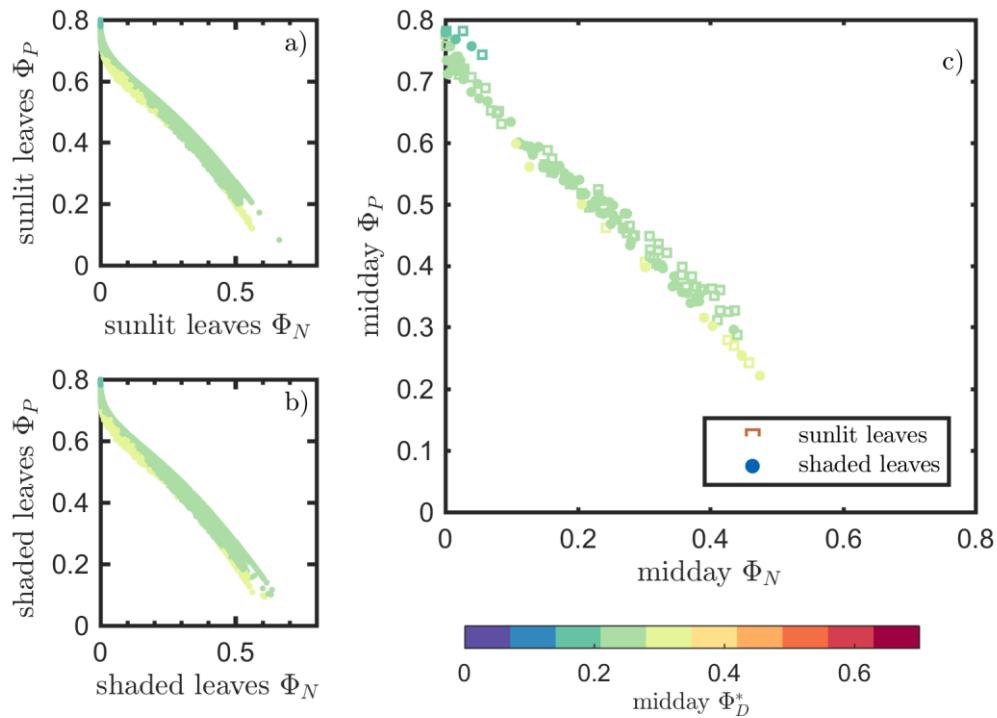 a)
0.8
0.6
0.4
0.2
0
0
0.5
sunlit leaves Φ_P
sunlit leaves Φ_N
b)
0.8
0.6
0.4
0.2
0
0
0.5
shaded leaves Φ_P
shaded leaves Φ_N
c)
0.8
0.7
0.6
0.5
0.4
0.3
0.2
0.1
0
0
0.2
0.4
0.6
0.8
midday Φ_P
midday Φ_N
sunlit leaves
shaded leaves
0
0.2
0.4
0.6
midday Φ_D^*